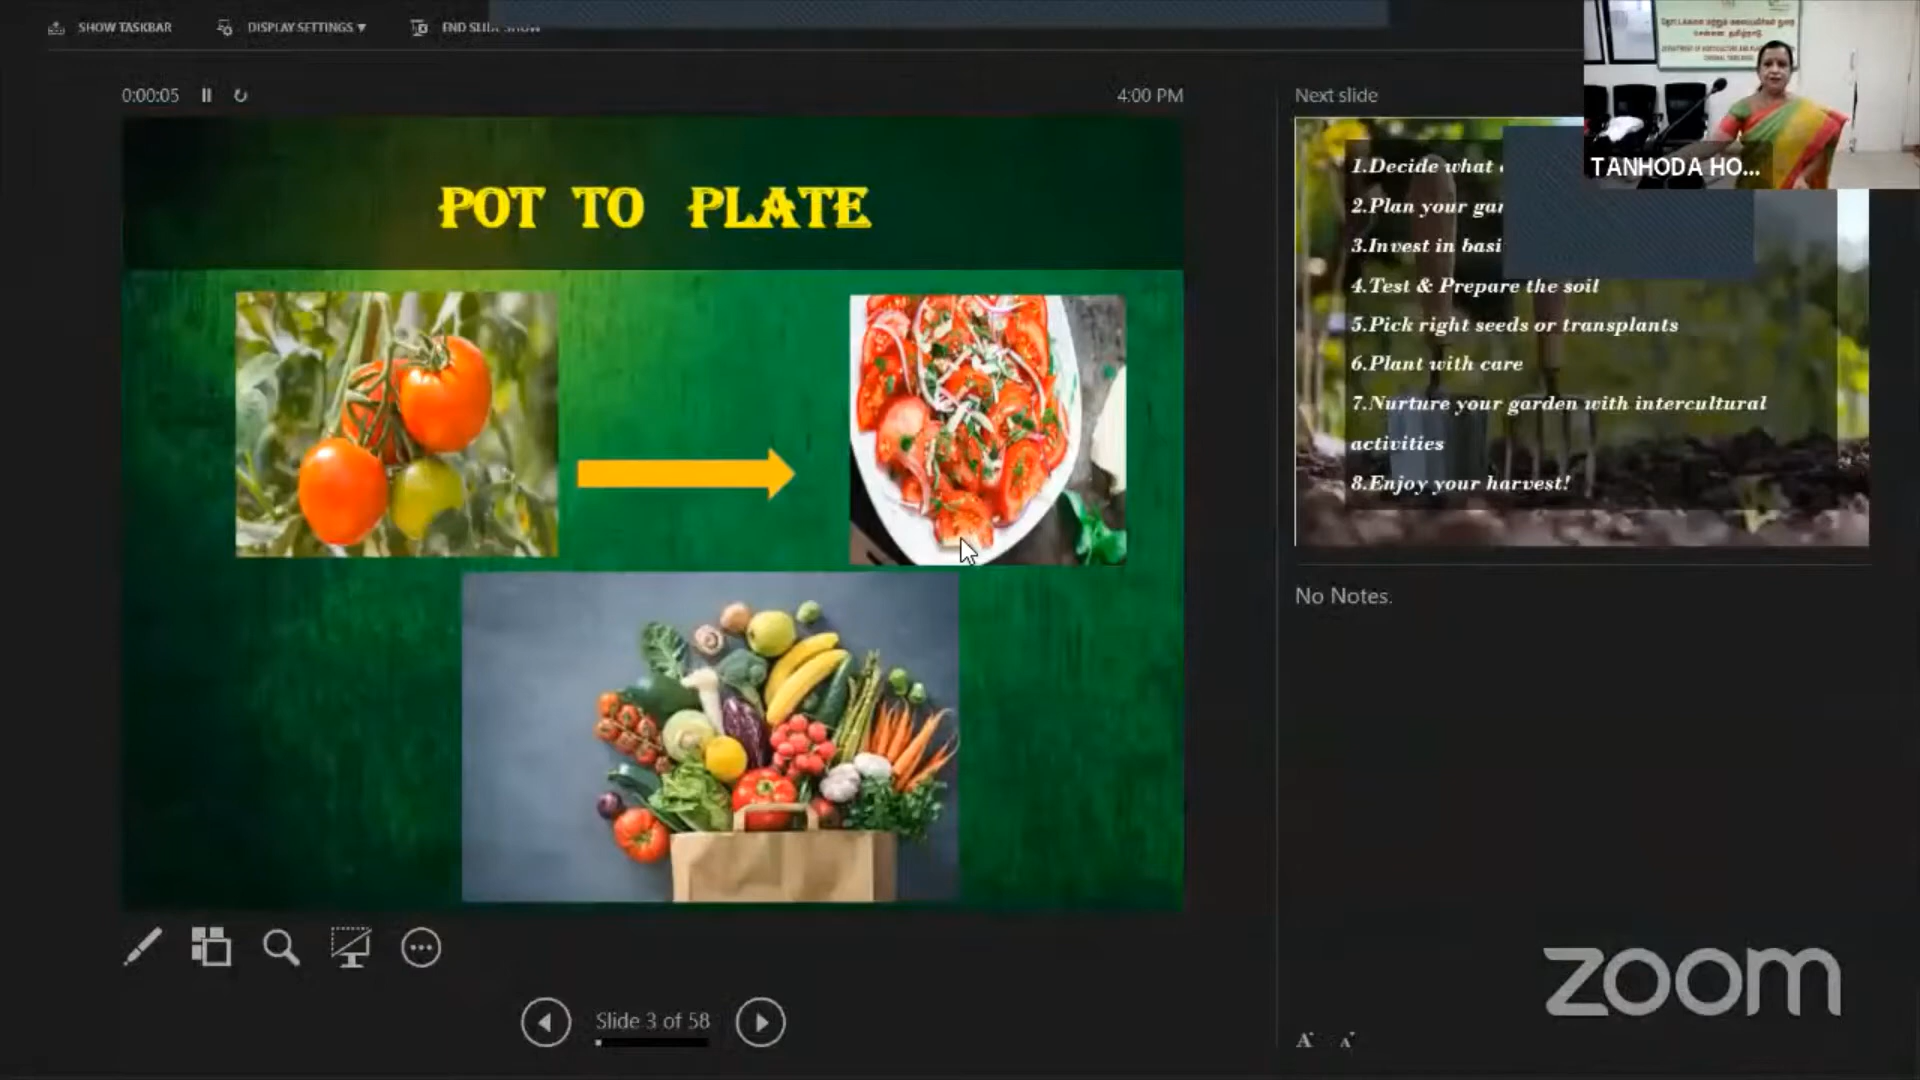 SHOW TASKBAR
DISPLAY SETTINGS ▾
END SLIDE SHOW
0:00:05
4:00 PM
Next slide
TANHODA HO...
POT TO PLATE
1.Decide what
2.Plan your
3.Invest in
4.Test & Prepare the soil
5.Pick right seeds or transplants
6.Plant with care
7.Nurture your garden with intercultural
activities
8.Enjoy your harvest!
No Notes.
Slide 3 of 58
A A
zoom